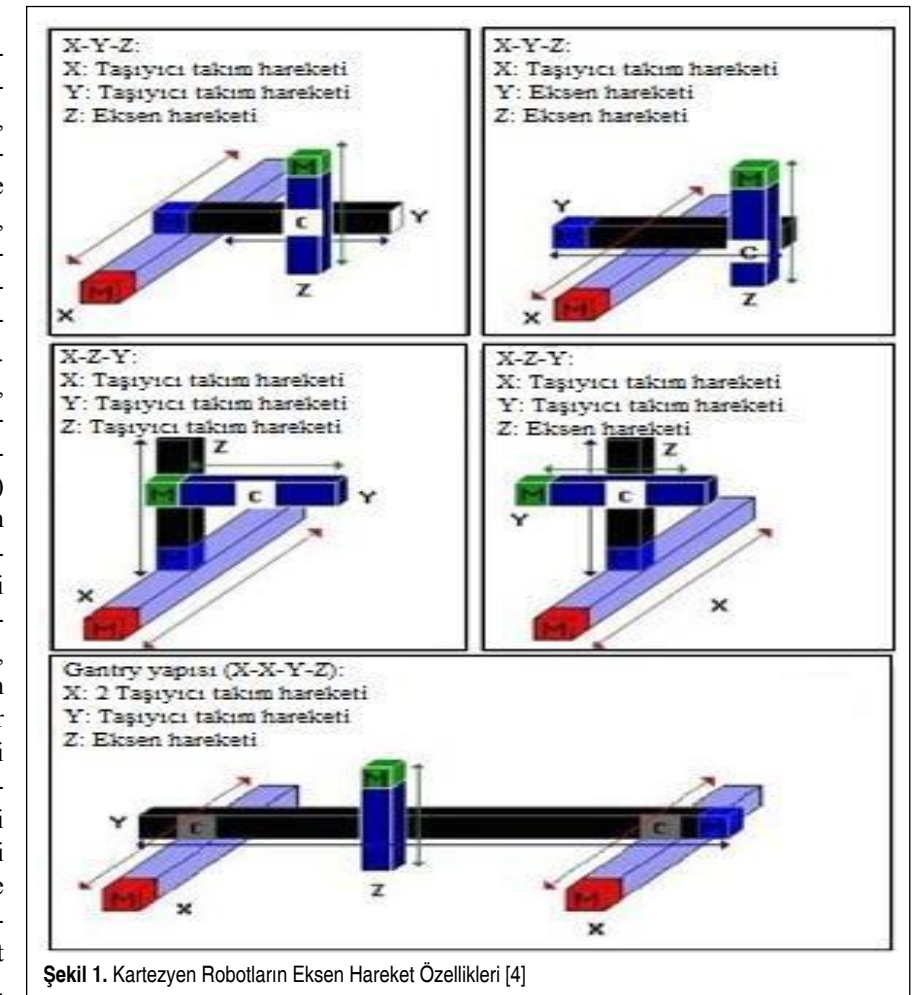 X-Y-Z:
X: Taşıyıcı takım hareketi
Y: Taşıyıcı takım hareketi
Z: Eksen hareketi
M
M
C
Y
M
Z
X
X-Y-Z:
X: Taşıyıcı takım hareketi
Y: Eksen hareketi
Z: Eksen hareketi
M
Y
C
M
Z
X
X-Z-Y:
X: Taşıyıcı takım hareketi
Y: Taşıyıcı takım hareketi
Z: Taşıyıcı takım hareketi
Z
M
C
Y
X
M
X-Z-Y:
X: Taşıyıcı takım hareketi
Y: Taşıyıcı takım hareketi
Z: Eksen hareketi
Z
M
C
Y
X
M
Gantry yapısı (X-X-Y-Z):
X: 2 Taşıyıcı takım hareketi
Y: Taşıyıcı takım hareketi
Z: Eksen hareketi
M
Y
C
C
M
M
X
Z
M
X
Şekil 1. Kartezyen Robotların Eksen Hareket Özellikleri [4]